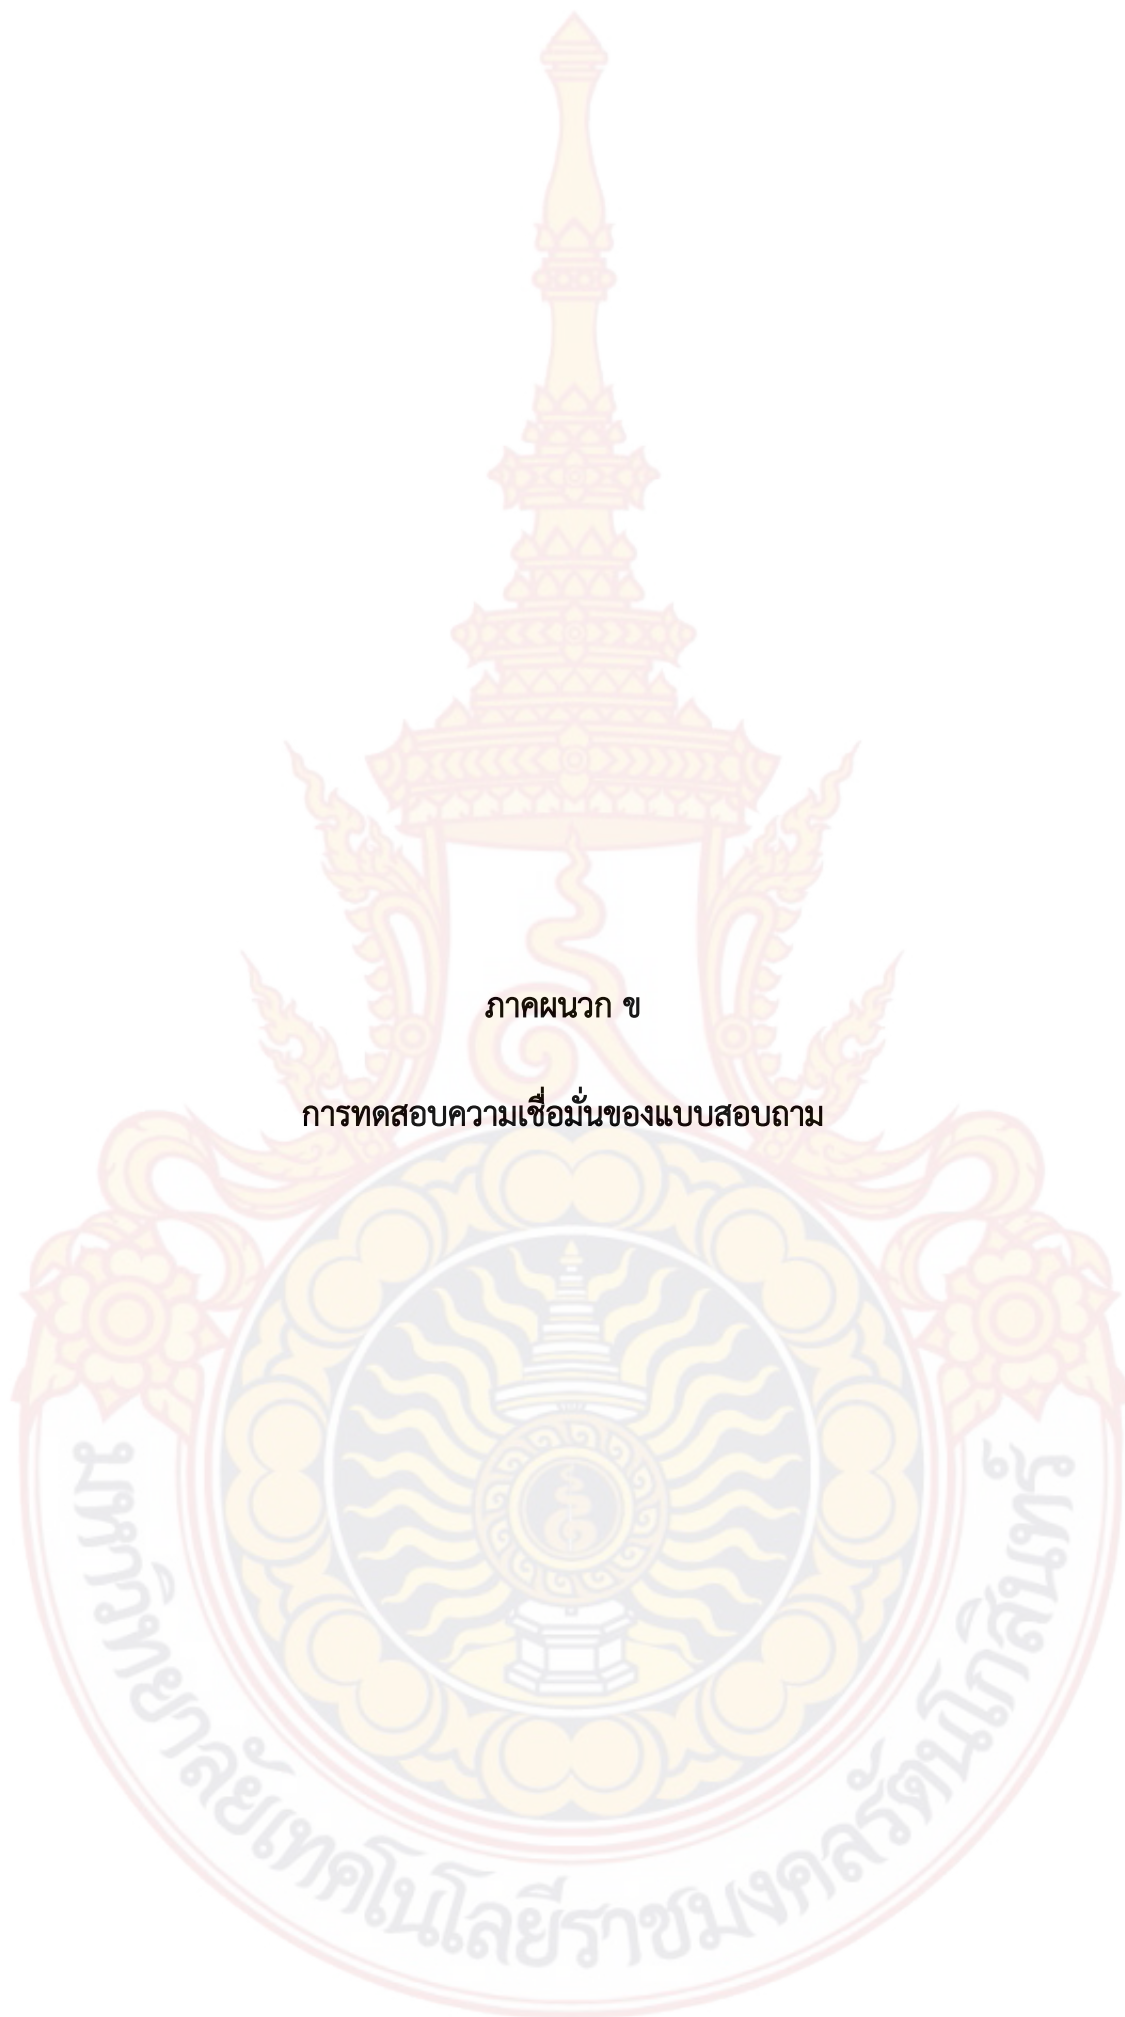 ภาคผนวก ข
การทดสอบความเชื่อมั่นของแบบสอบถาม
มหาวิทยาลัยเทคโนโลยีราชมงคลรัตนโกสินทร์